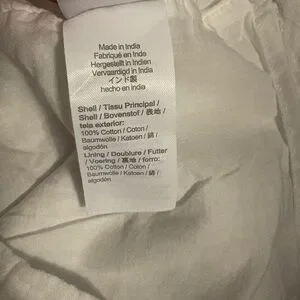 Made in India
Fabriqué en Inde
Hergestellt in Indien
Vervaardigd in India
インド製
hecho en India
Shell / Tissu Principal /
Shell / Bovenstof / 表地 /
tela exterior:
100% Cotton / Coton /
Baumwolle / Katoen / 綿 /
algodón
Lining / Doublure / Futter
/ Voering / 裏地 / forro:
100% Cotton / Coton /
Baumwolle / Katoen / 綿
/ algodón